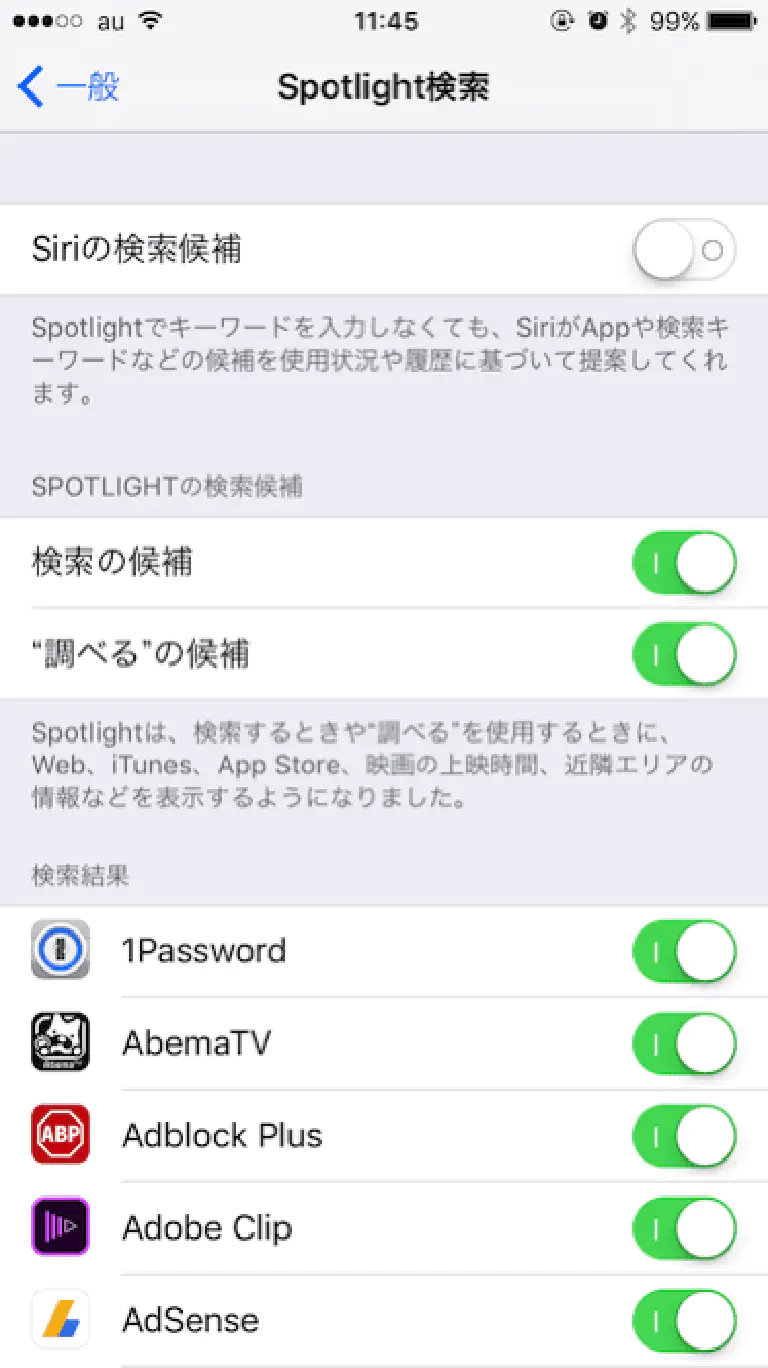 au 11:45 99%
一般 Spotlight検索
Siriの検索候補
Spotlightでキーワードを入力しなくても、SiriがAppや検索キ
ーワードなどの候補を使用状況や履歴に基づいて提案してくれ
ます。
SPOTLIGHTの検索候補
検索の候補
“調べる”の候補
Spotlightは、検索するときや“調べる”を使用するときに、
Web、iTunes、App Store、映画の上映時間、近隣エリアの
情報などを表示するようになりました。
検索結果
1Password
AbemaTV
ABP Adblock Plus
Adobe Clip
AdSense